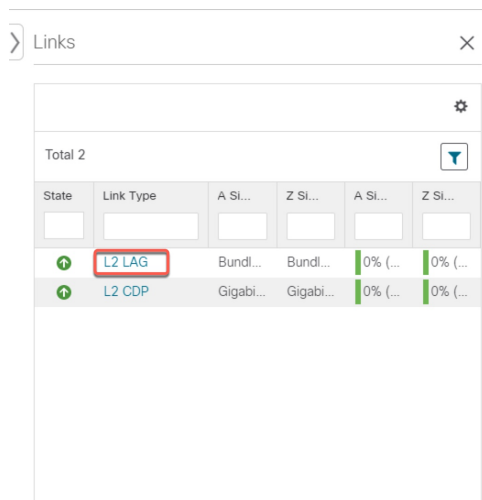 Links
Total 2
State Link Type A Si... Z Si... A Si... Z Si...
L2 LAG Bundl... Bundl... 0% (... 0% (...
L2 CDP Gigabi... Gigabi... 0% (... 0% (...